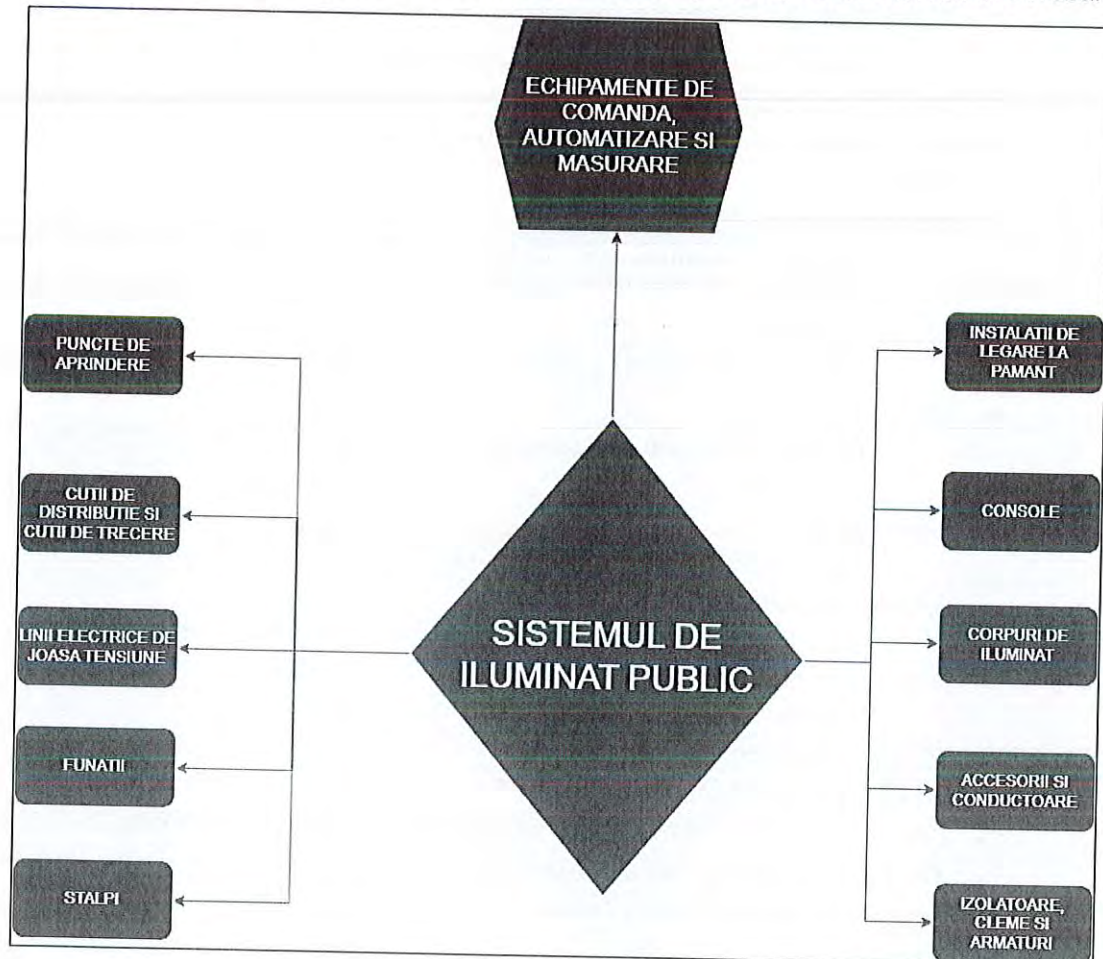 ECHIPAMENTE DE
COMANDA,
AUTOMATIZARE SI
MASURARE
PUNCTE DE
APRINDERE
CUTII DE
DISTRIBUTIE SI
CUTII DE TRECERE
LINII ELECTRICE DE
JOASA TENSIUNE
FUNATII
STALPI
SISTEMUL DE
ILUMINAT PUBLIC
INSTALATII DE
LEGARE LA
PAMANT
CONSOLE
CORPURI DE
ILUMINAT
ACCESORII SI
CONDUCTOARE
IZOLATOARE,
CLEME SI
ARMATURI